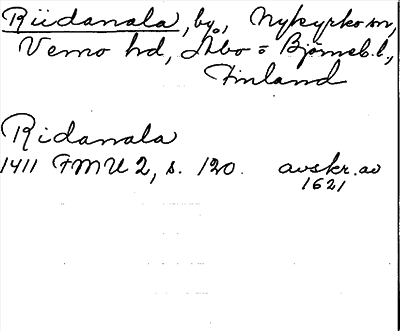 Riidanala, by, Nykyrko sn,
Vemo hd, Åbo o Björneb. l.,
Finland
Ridanala
1411 FMU 2, s. 120. avskr. av
1621